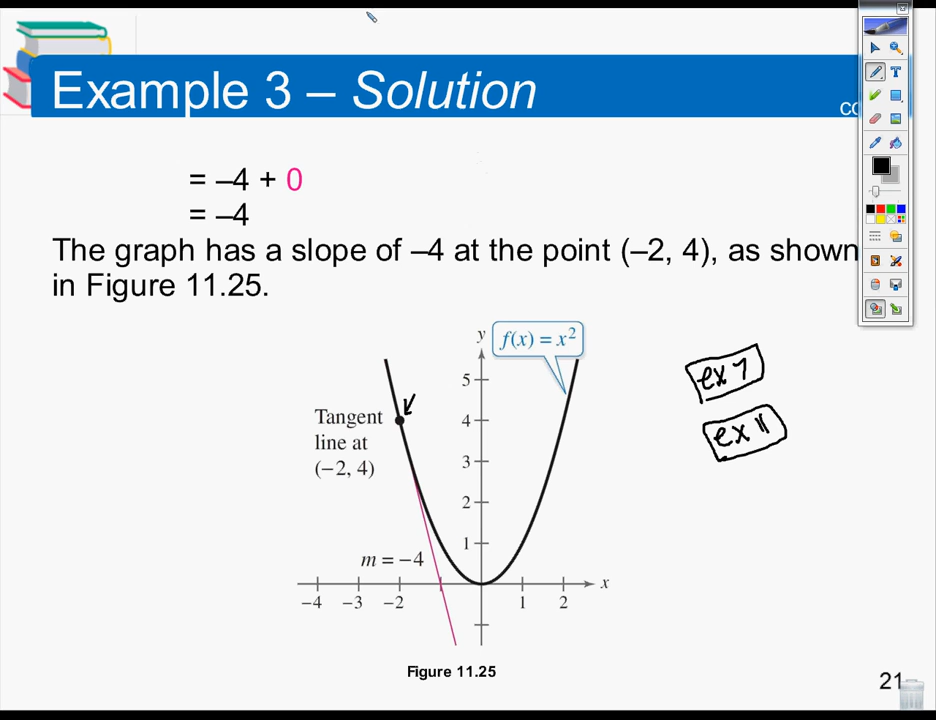 Example 3 – Solution
= –4 + 0
= –4
The graph has a slope of –4 at the point (–2, 4), as shown
in Figure 11.25.
y
f(x) = x²
5
Tangent
line at
(−2, 4)
4
3
2
1
m = −4
−4 −3 −2 1 2 x
ex 7
ex 11
Figure 11.25
21
T